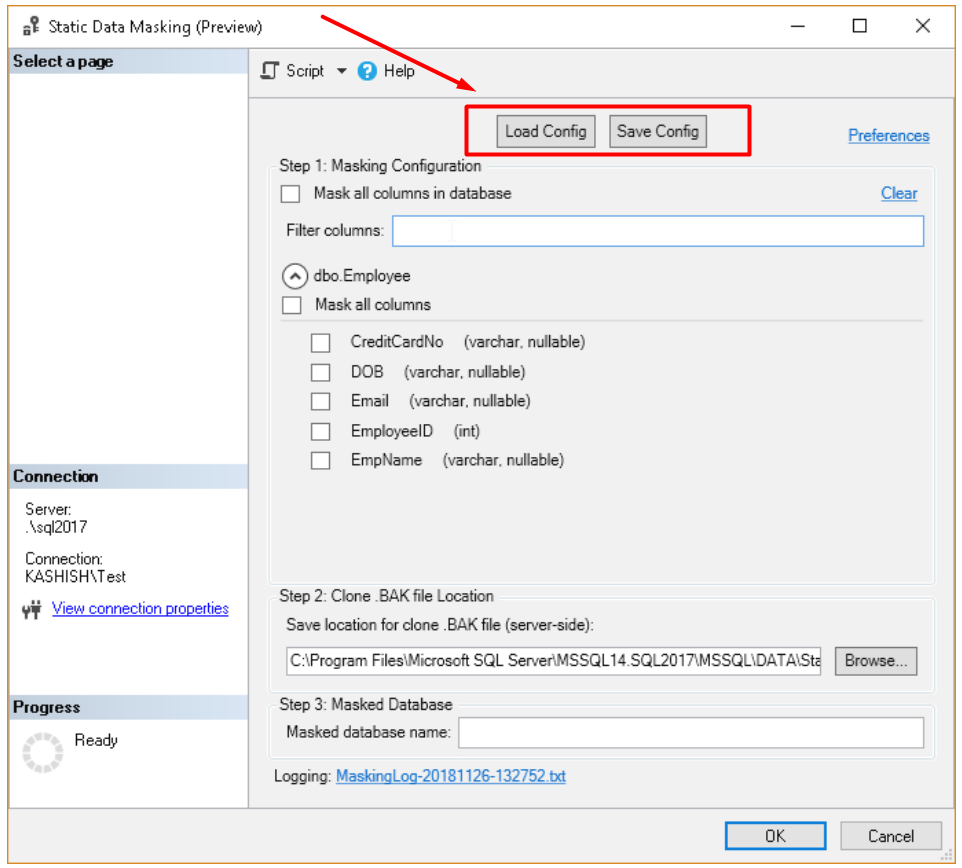 Static Data Masking (Preview)
Select a page
Script Help
Load Config Save Config
Preferences
Step 1: Masking Configuration
Mask all columns in database Clear
Filter columns:
dbo.Employee
Mask all columns
CreditCardNo (varchar, nullable)
DOB (varchar, nullable)
Email (varchar, nullable)
EmployeeID (int)
EmpName (varchar, nullable)
Connection
Server:
.\sql2017
Connection:
KASHISH\Test
View connection properties
Step 2: Clone .BAK file Location
Save location for clone .BAK file (server-side):
C:\Program Files\Microsoft SQL Server\MSSQL14.SQL2017\MSSQL\DATA\Sta Browse...
Progress
Ready
Step 3: Masked Database
Masked database name:
Logging: MaskingLog-20181126-132752.txt
OK Cancel